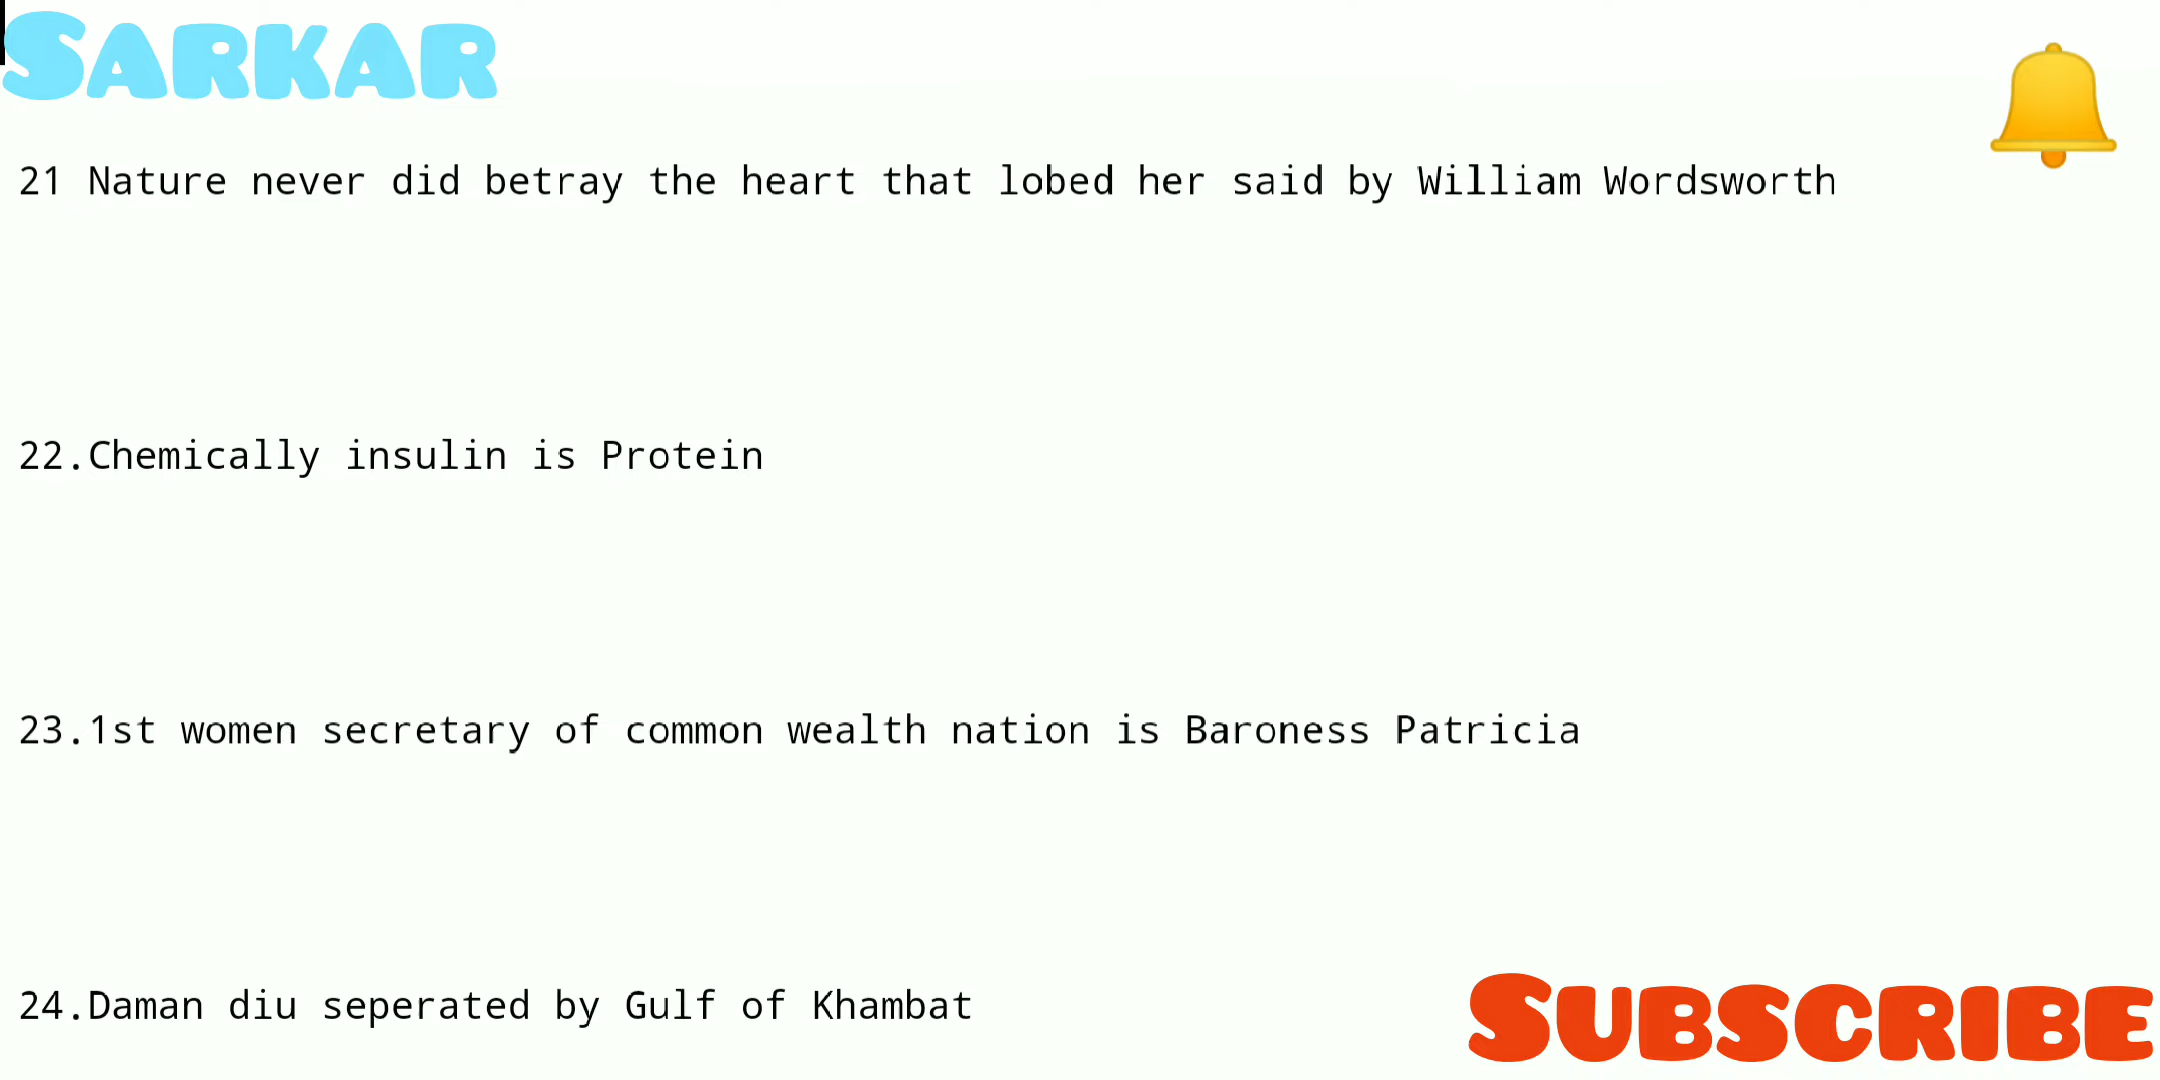 SARKAR
21 Nature never did betray the heart that lobed her said by William Wordsworth
22.Chemically insulin is Protein
23.1st women secretary of common wealth nation is Baroness Patricia
24.Daman diu seperated by Gulf of Khambat
SUBSCRIBE